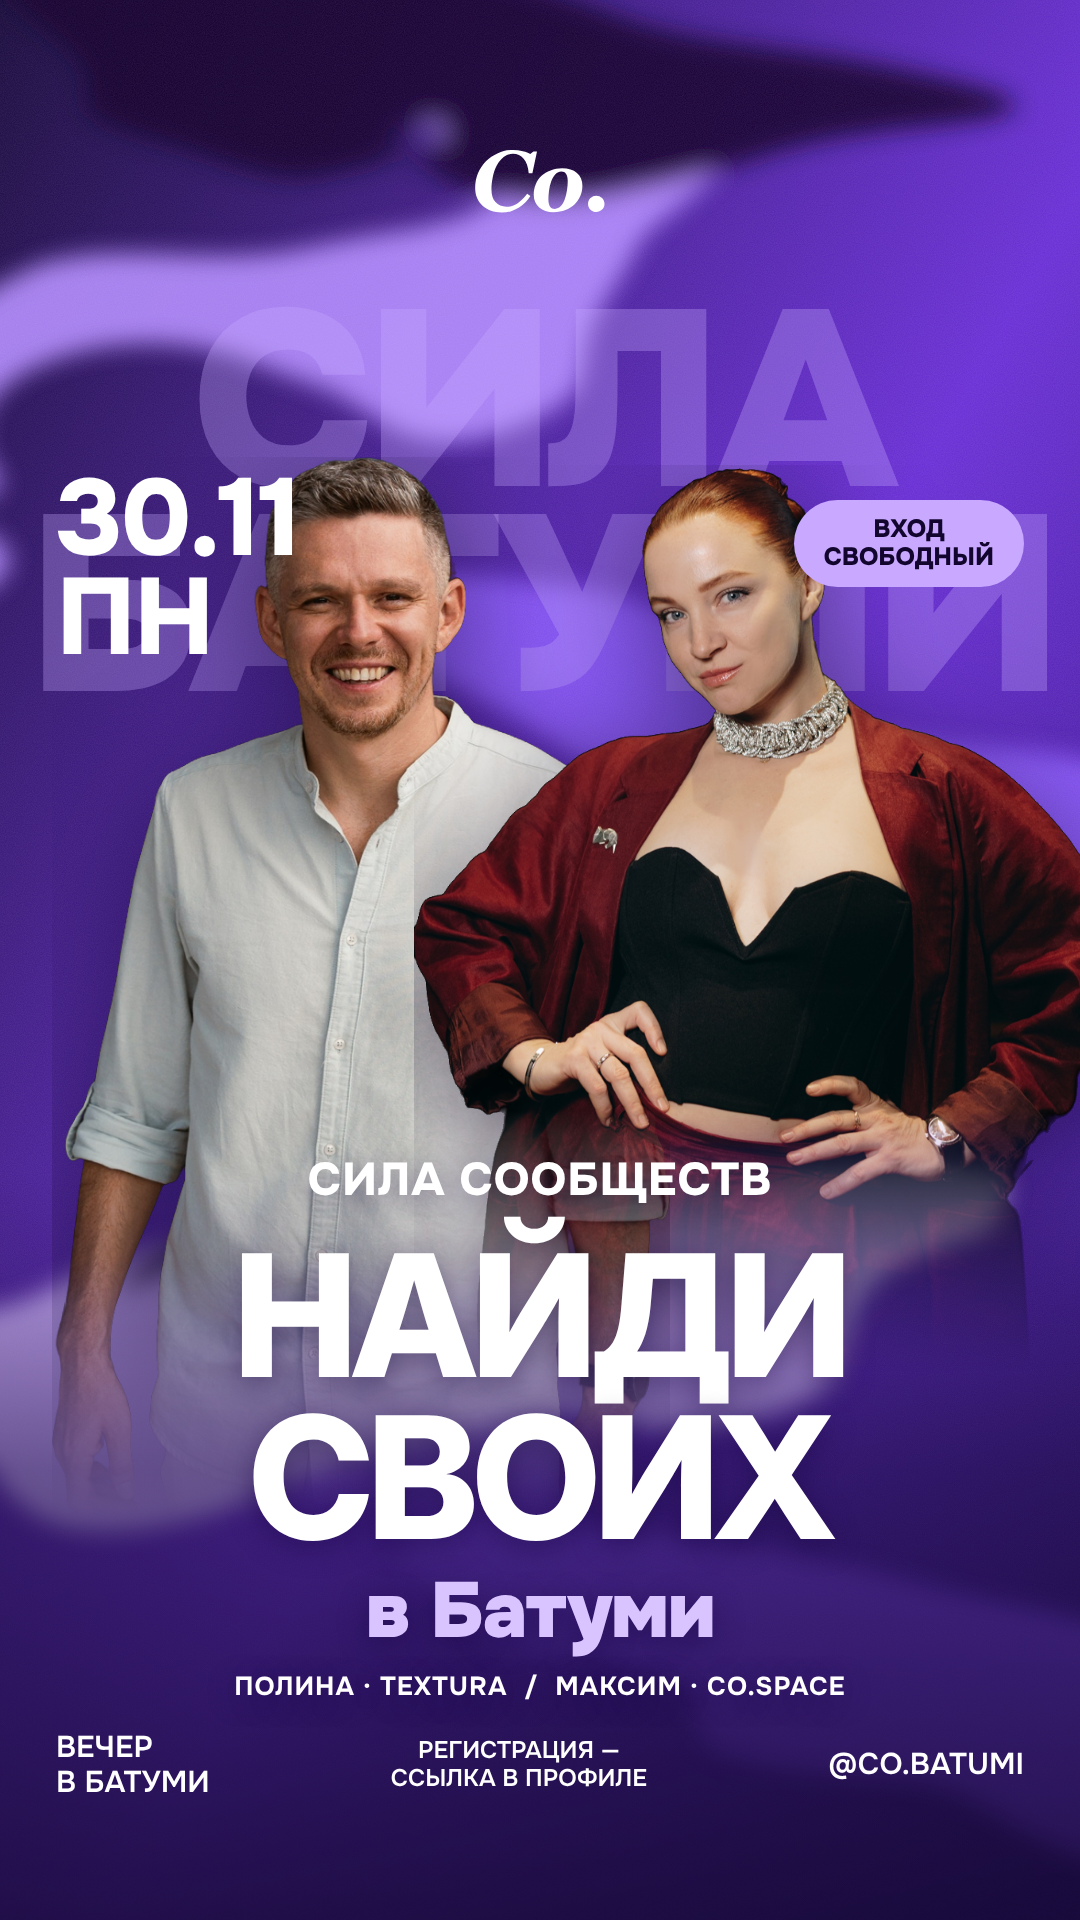 Co.
СИЛА
БАТУМИ
30.11
ПН
ВХОД
СВОБОДНЫЙ
СИЛА СООБЩЕСТВ
НАЙДИ
СВОИХ
в Батуми
ПОЛИНА · TEXTURA / МАКСИМ · CO.SPACE
ВЕЧЕР
В БАТУМИ
РЕГИСТРАЦИЯ —
ССЫЛКА В ПРОФИЛЕ
@CO.BATUMI